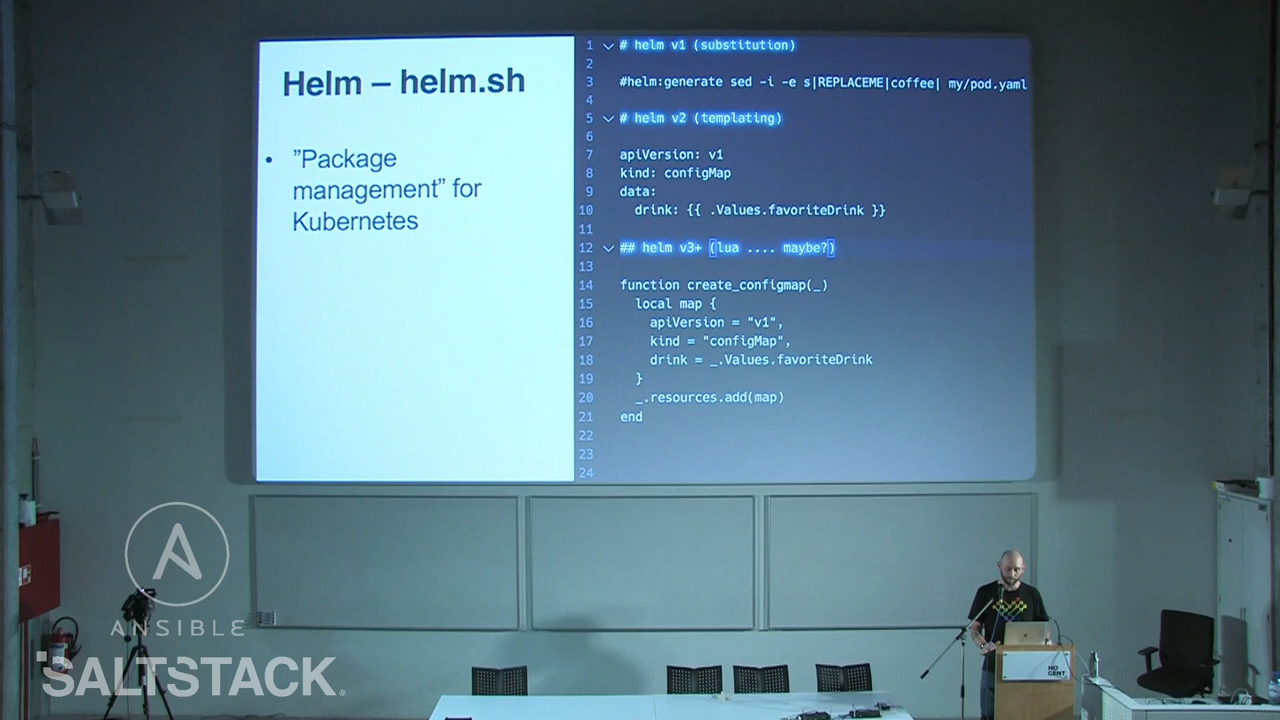 Helm – helm.sh
• ”Package
management” for
Kubernetes
1 # helm v1 (substitution)
2
3 #helm:generate sed -i -e s|REPLACEME|coffee| my/pod.yaml
4
5 # helm v2 (templating)
6
7 apiVersion: v1
8 kind: configMap
9 data:
10 drink: {{ .Values.favoriteDrink }}
11
12 ## helm v3+ (lua .... maybe?)
13
14 function create_configmap(_)
15 local map {
16 apiVersion = "v1",
17 kind = "configMap",
18 drink = _.Values.favoriteDrink
19 }
20 _.resources.add(map)
21 end
22
23
24
ANSIBLE
SALTSTACK
HO
GENT